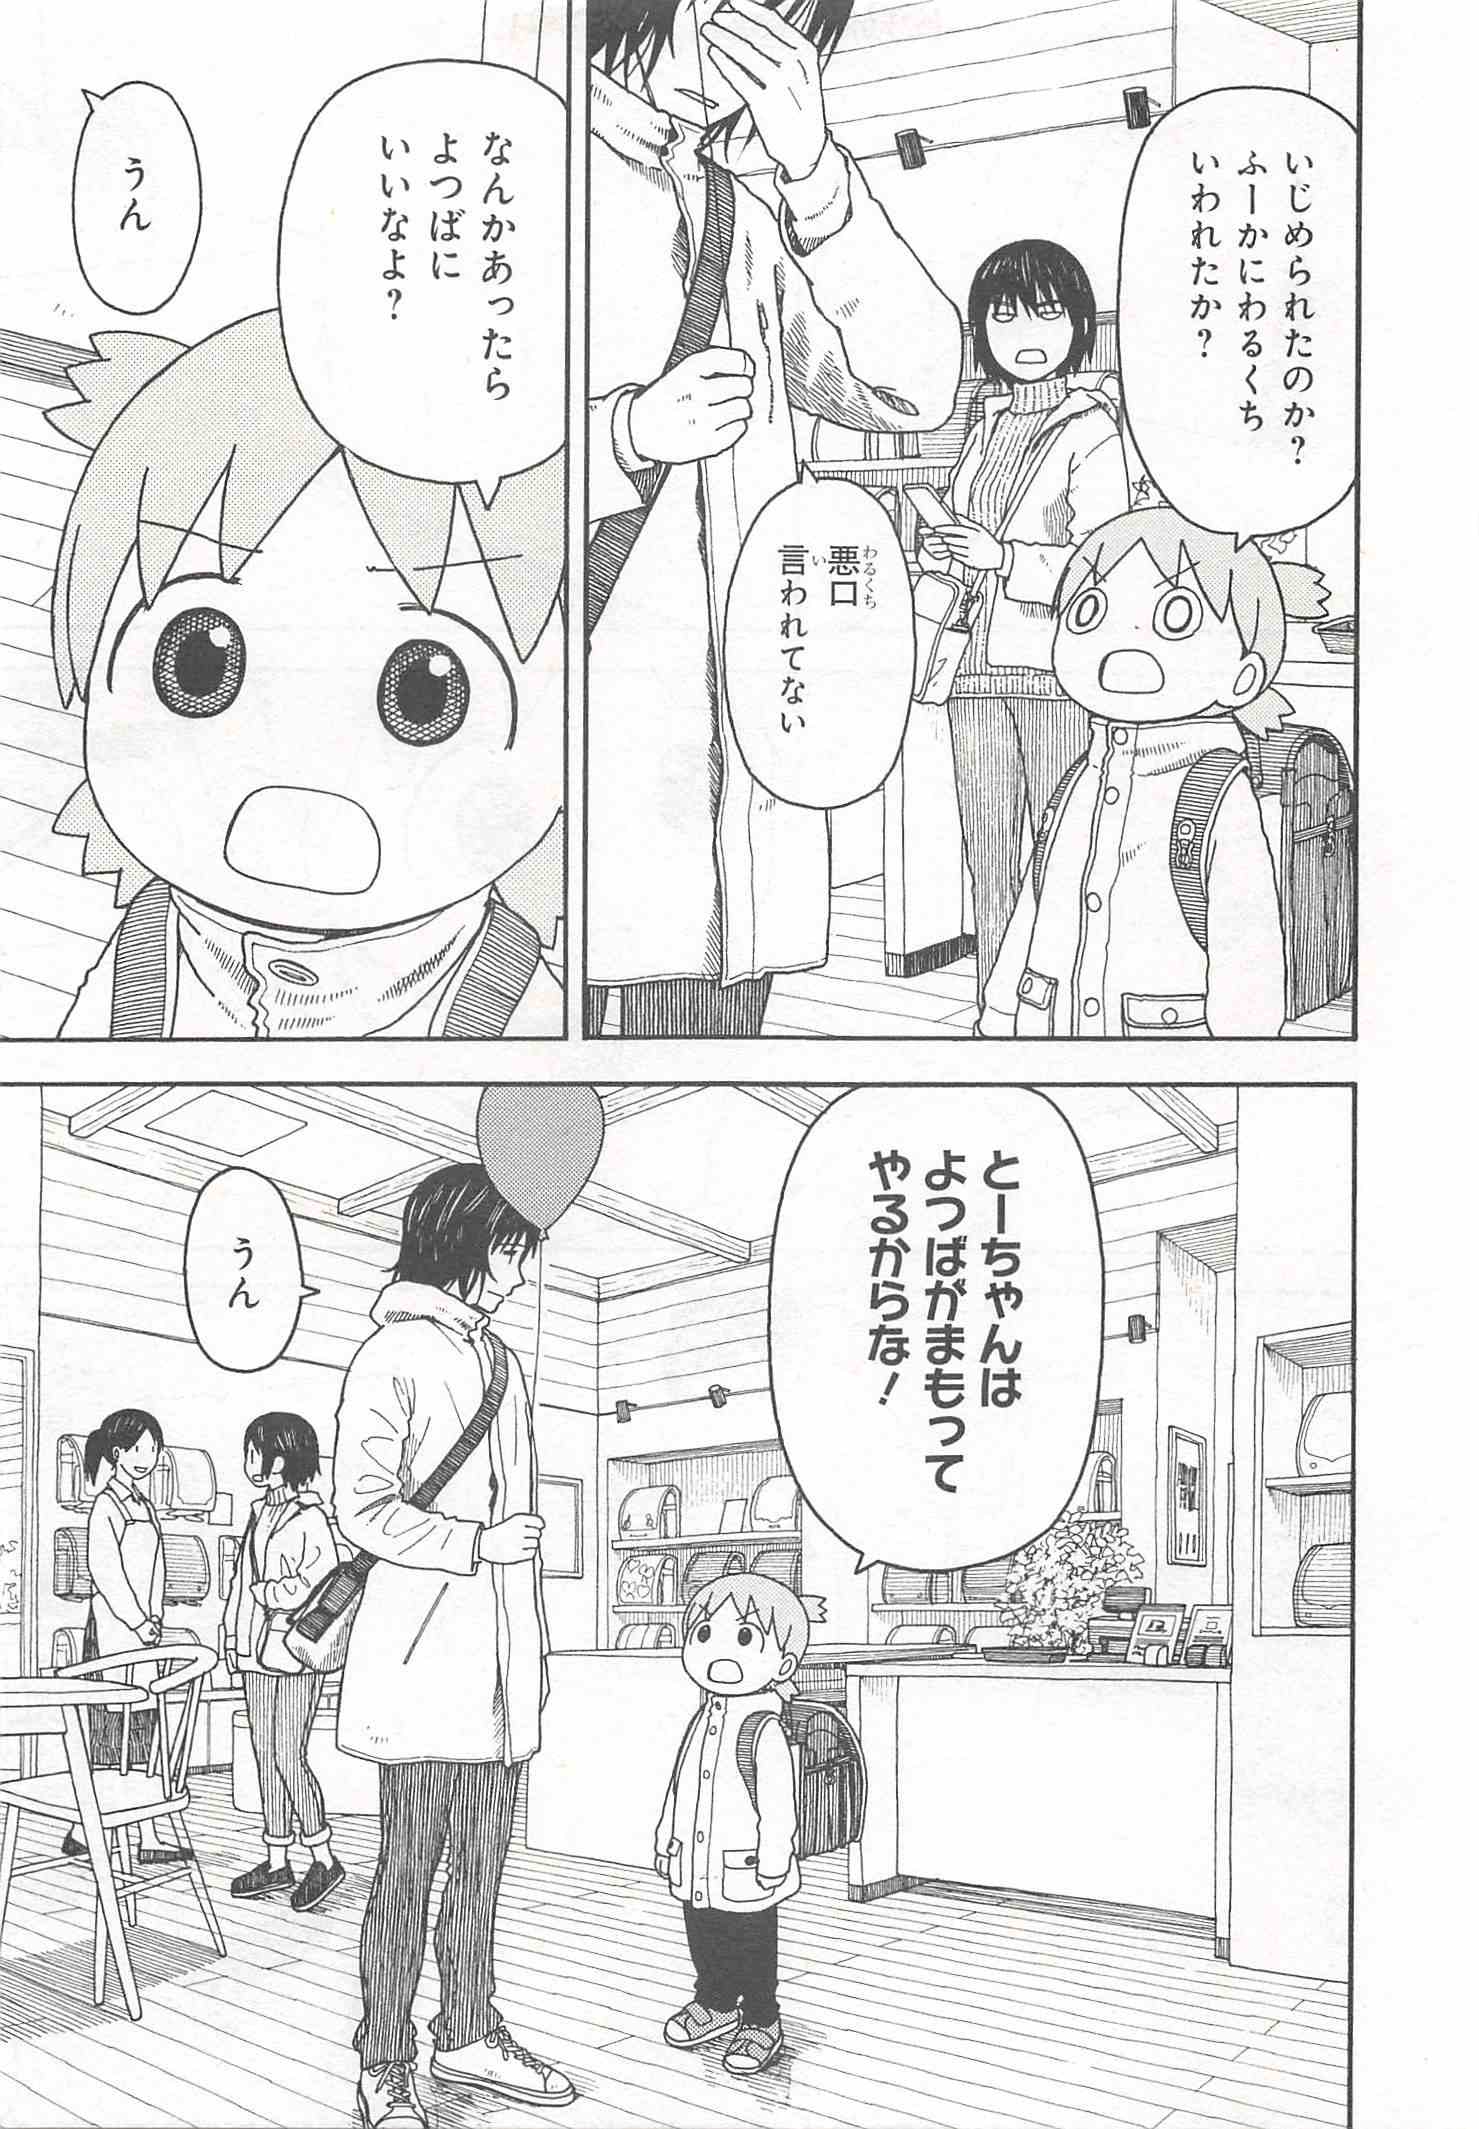 いじめられたのか?
ふーかにわるくち
いわれたか?
悪口
わるくち
言われてない
い
なんかあったら
よつばに
いいなよ?
うん
とーちゃんは
よつばがまもって
やるからな!
うん